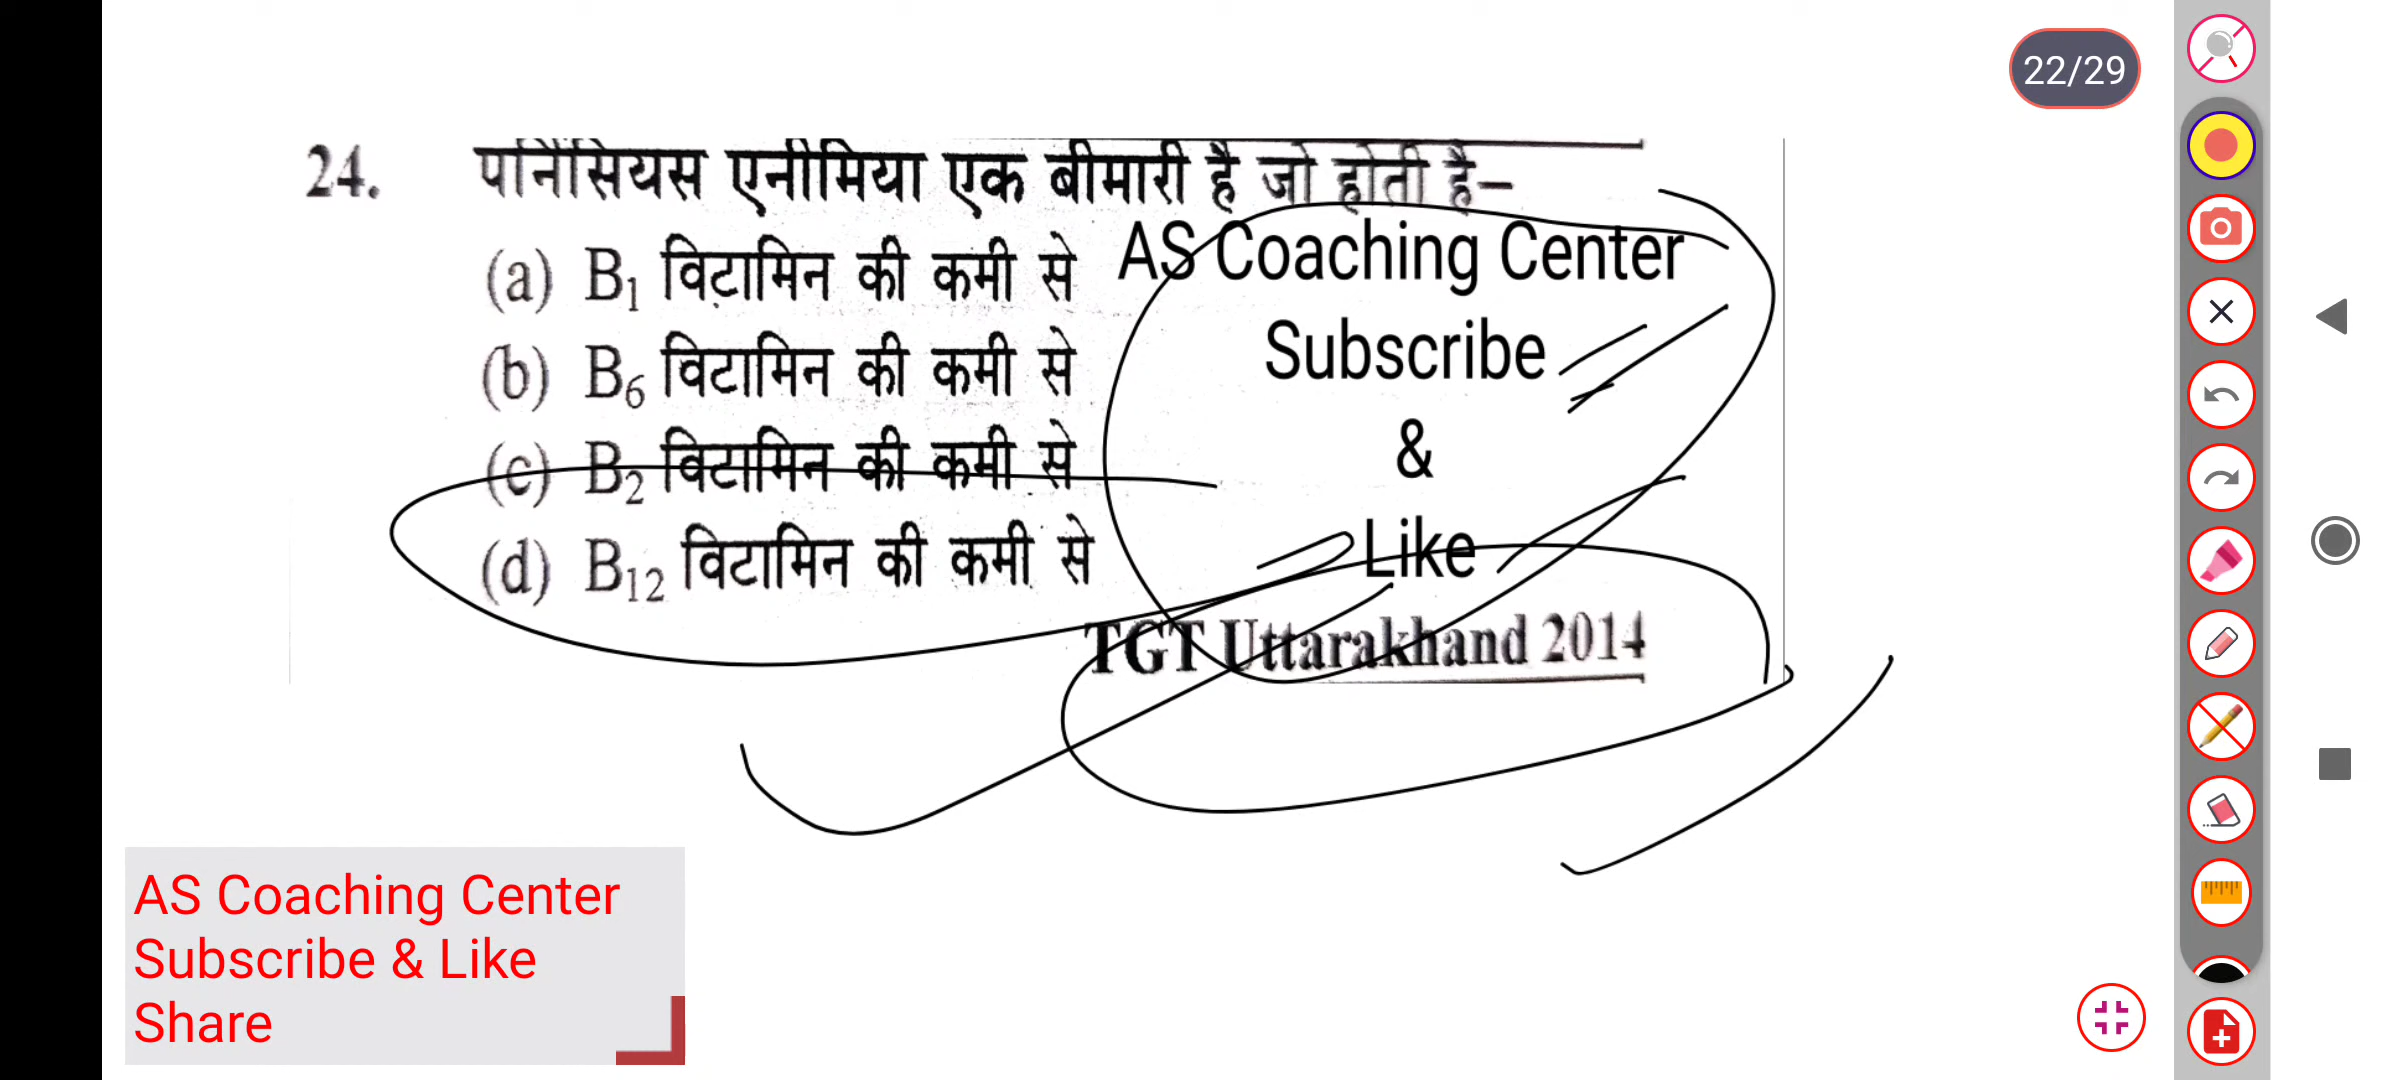 22/29
24. पर्निसियस एनीमिया एक बीमारी है जो होती है–
(a) B₁ विटामिन की कमी से
(b) B₆ विटामिन की कमी से
(c) B₂ विटामिन की कमी से
(d) B₁₂ विटामिन की कमी से
AS Coaching Center
Subscribe
&
Like
TGT Uttarakhand 2014
AS Coaching Center
Subscribe & Like
Share